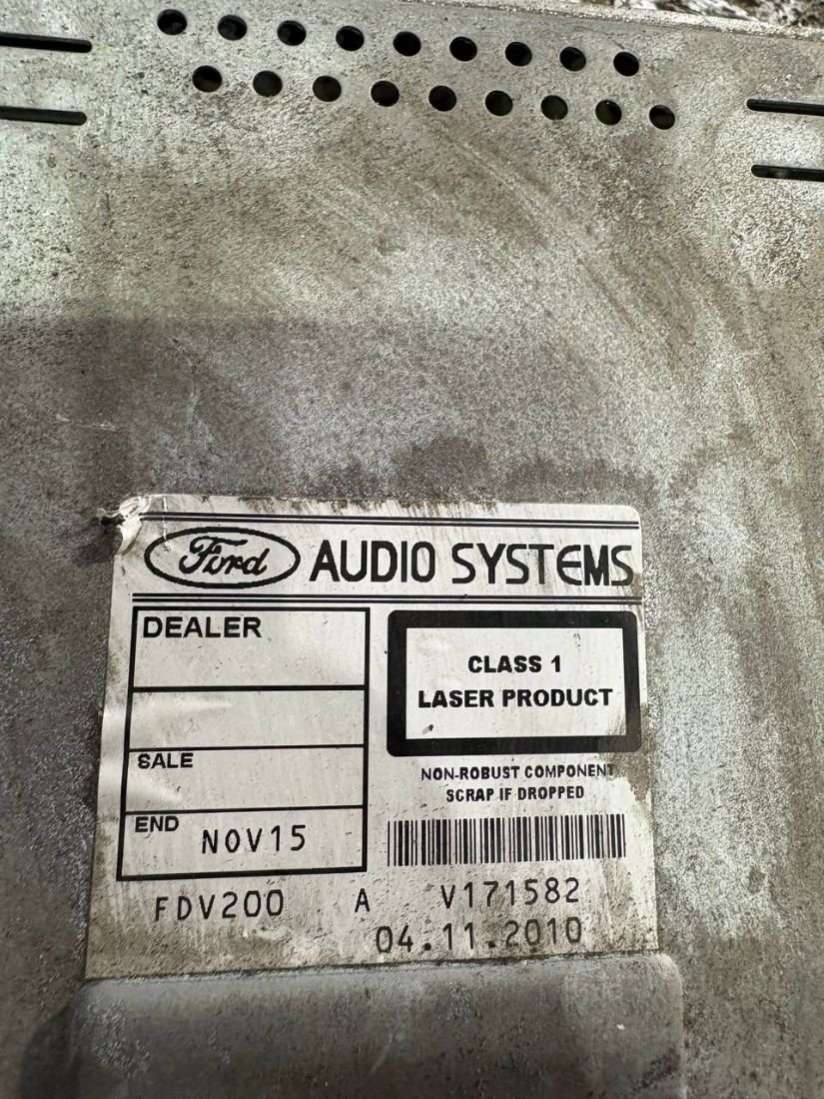 Ford AUDIO SYSTEMS
DEALER
CLASS 1
LASER PRODUCT
SALE
NON-ROBUST COMPONENT
SCRAP IF DROPPED
END NOV15
FDV200 A V171582
04.11.2010